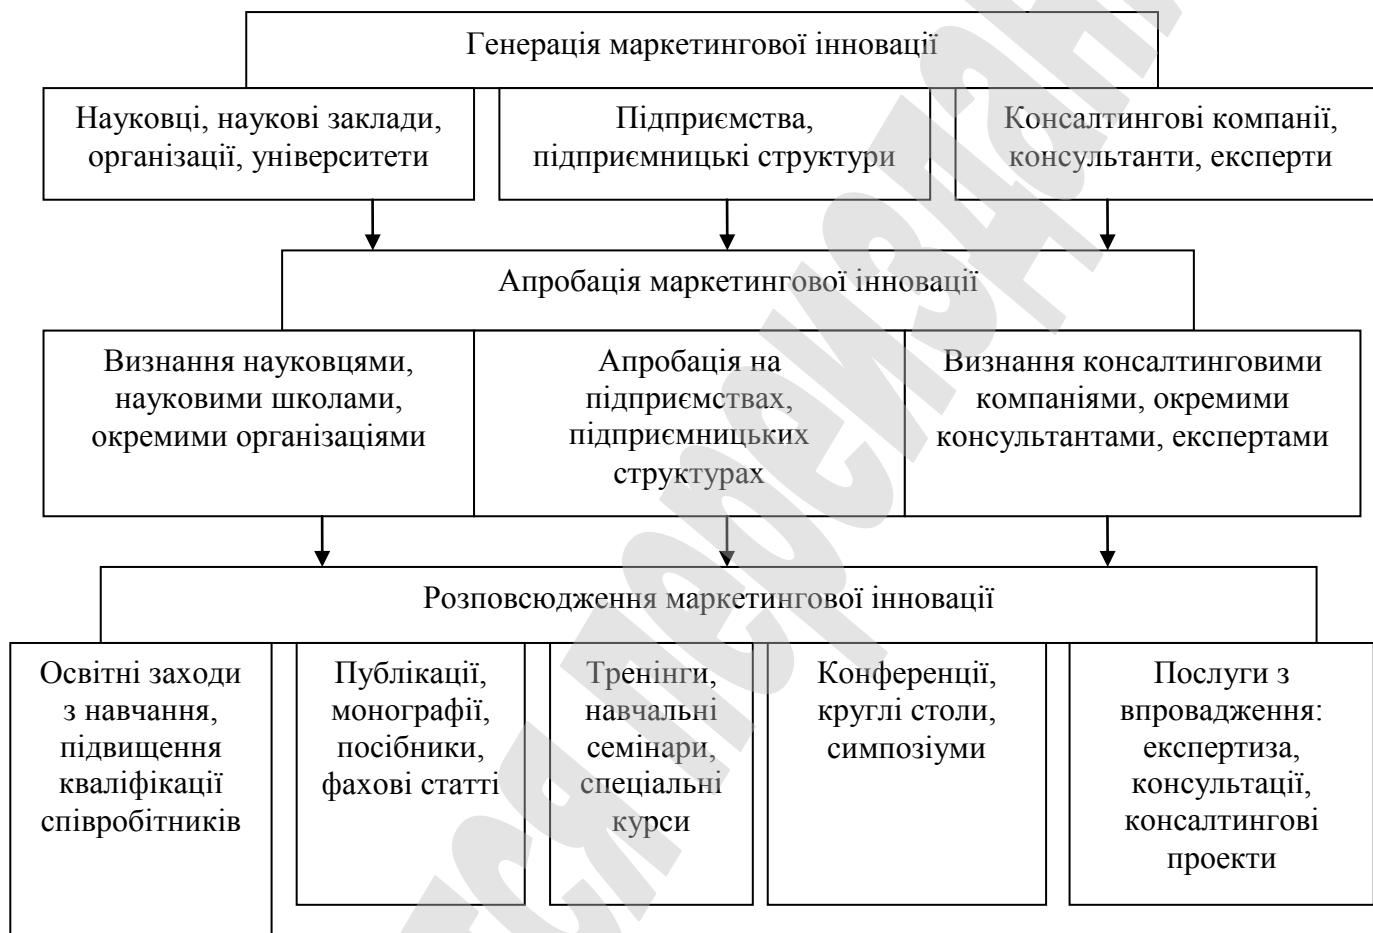 Генерація маркетингової інновації
Науковці, наукові заклади,
організації, університети
Підприємства,
підприємницькі структури
Консалтингові компанії,
консультанти, експерти
Апробація маркетингової інновації
Визнання науковцями,
науковими школами,
окремими організаціями
Апробація на
підприємствах,
підприємницьких
структурах
Визнання консалтинговими
компаніями, окремими
консультантами, експертами
Розповсюдження маркетингової інновації
Освітні заходи
з навчання,
підвищення
кваліфікації
співробітників
Публікації,
монографії,
посібники,
фахові статті
Тренінги,
навчальні
семінари,
спеціальні
курси
Конференції,
круглі столи,
симпозіуми
Послуги з
впровадження:
експертиза,
консультації,
консалтингові
проекти